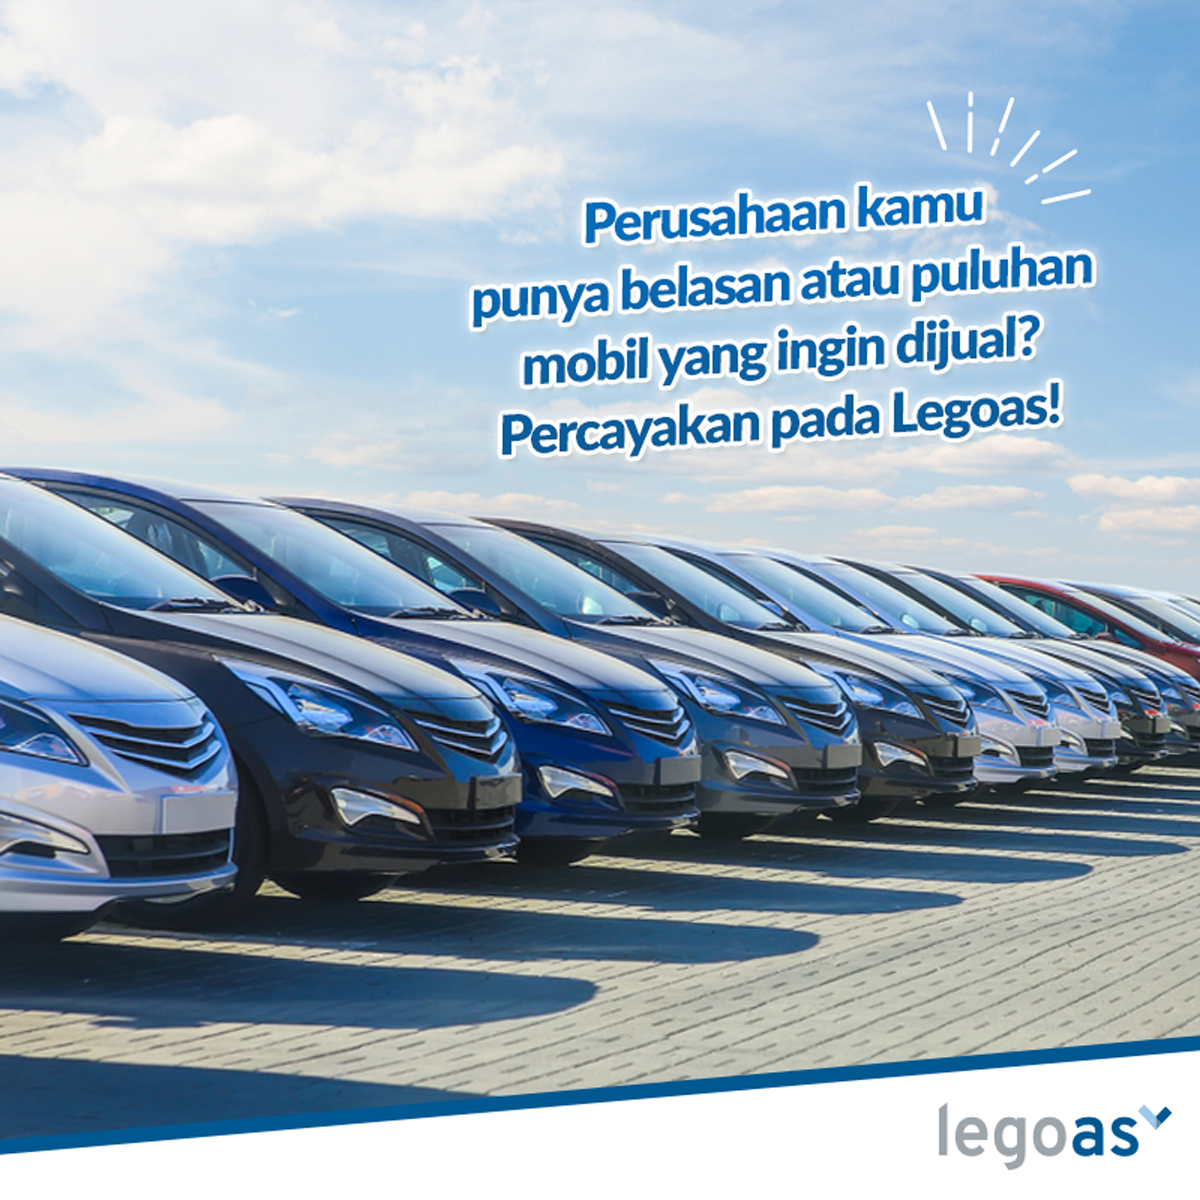 Perusahaan kamu
punya belasan atau puluhan
mobil yang ingin dijual?
Percayakan pada Legoas!
legoas